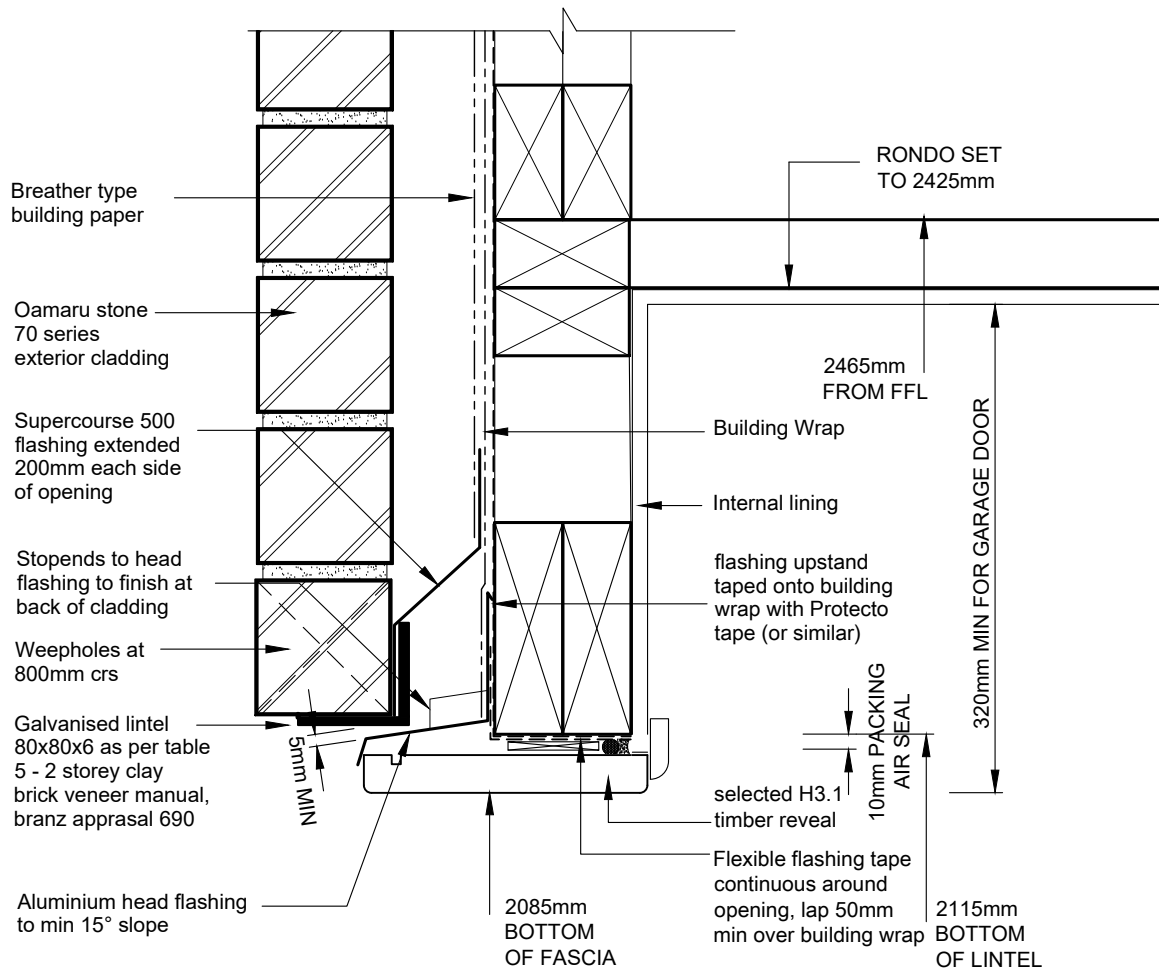 Breather type
building paper
Oamaru stone
70 series
exterior cladding
Supercourse 500
flashing extended
200mm each side
of opening
Stopends to head
flashing to finish at
back of cladding
Weepholes at
800mm crs
Galvanised lintel
80x80x6 as per table
5 - 2 storey clay
brick veneer manual,
branz apprasal 690
Aluminium head flashing
to min 15° slope
5mm MIN
2085mm
BOTTOM
OF FASCIA
RONDO SET
TO 2425mm
2465mm
FROM FFL
Building Wrap
Internal lining
flashing upstand
taped onto building
wrap with Protecto
tape (or similar)
selected H3.1
timber reveal
Flexible flashing tape
continuous around
opening, lap 50mm
min over building wrap
10mm PACKING
AIR SEAL
320mm MIN FOR GARAGE DOOR
2115mm
BOTTOM
OF LINTEL